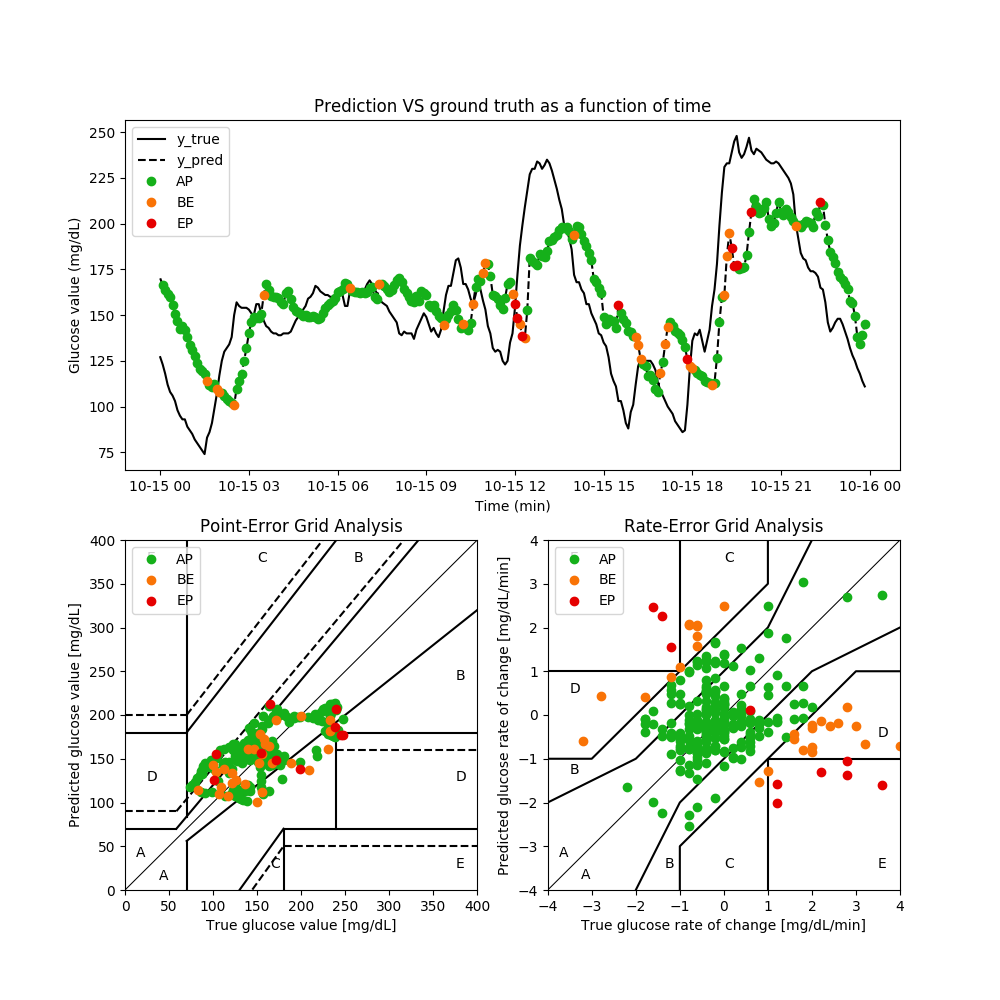 Prediction VS ground truth as a function of time
Glucose value (mg/dL)
250
225
200
175
150
125
100
75
y_true
y_pred
AP
BE
EP
10-15 00 10-15 03 10-15 06 10-15 09 10-15 12 10-15 15 10-15 18 10-15 21 10-16 00
Time (min)
Point-Error Grid Analysis
Predicted glucose value [mg/dL]
400
350
300
250
200
150
100
50
0
AP
BE
EP
C
B
B
D
D
A
A
C
E
0 50 100 150 200 250 300 350 400
True glucose value [mg/dL]
Rate-Error Grid Analysis
Predicted glucose rate of change [mg/dL/min]
4
3
2
1
0
−1
−2
−3
−4
AP
BE
EP
C
D
D
B
A
A
B
C
E
−4 −3 −2 −1 0 1 2 3 4
True glucose rate of change [mg/dL/min]